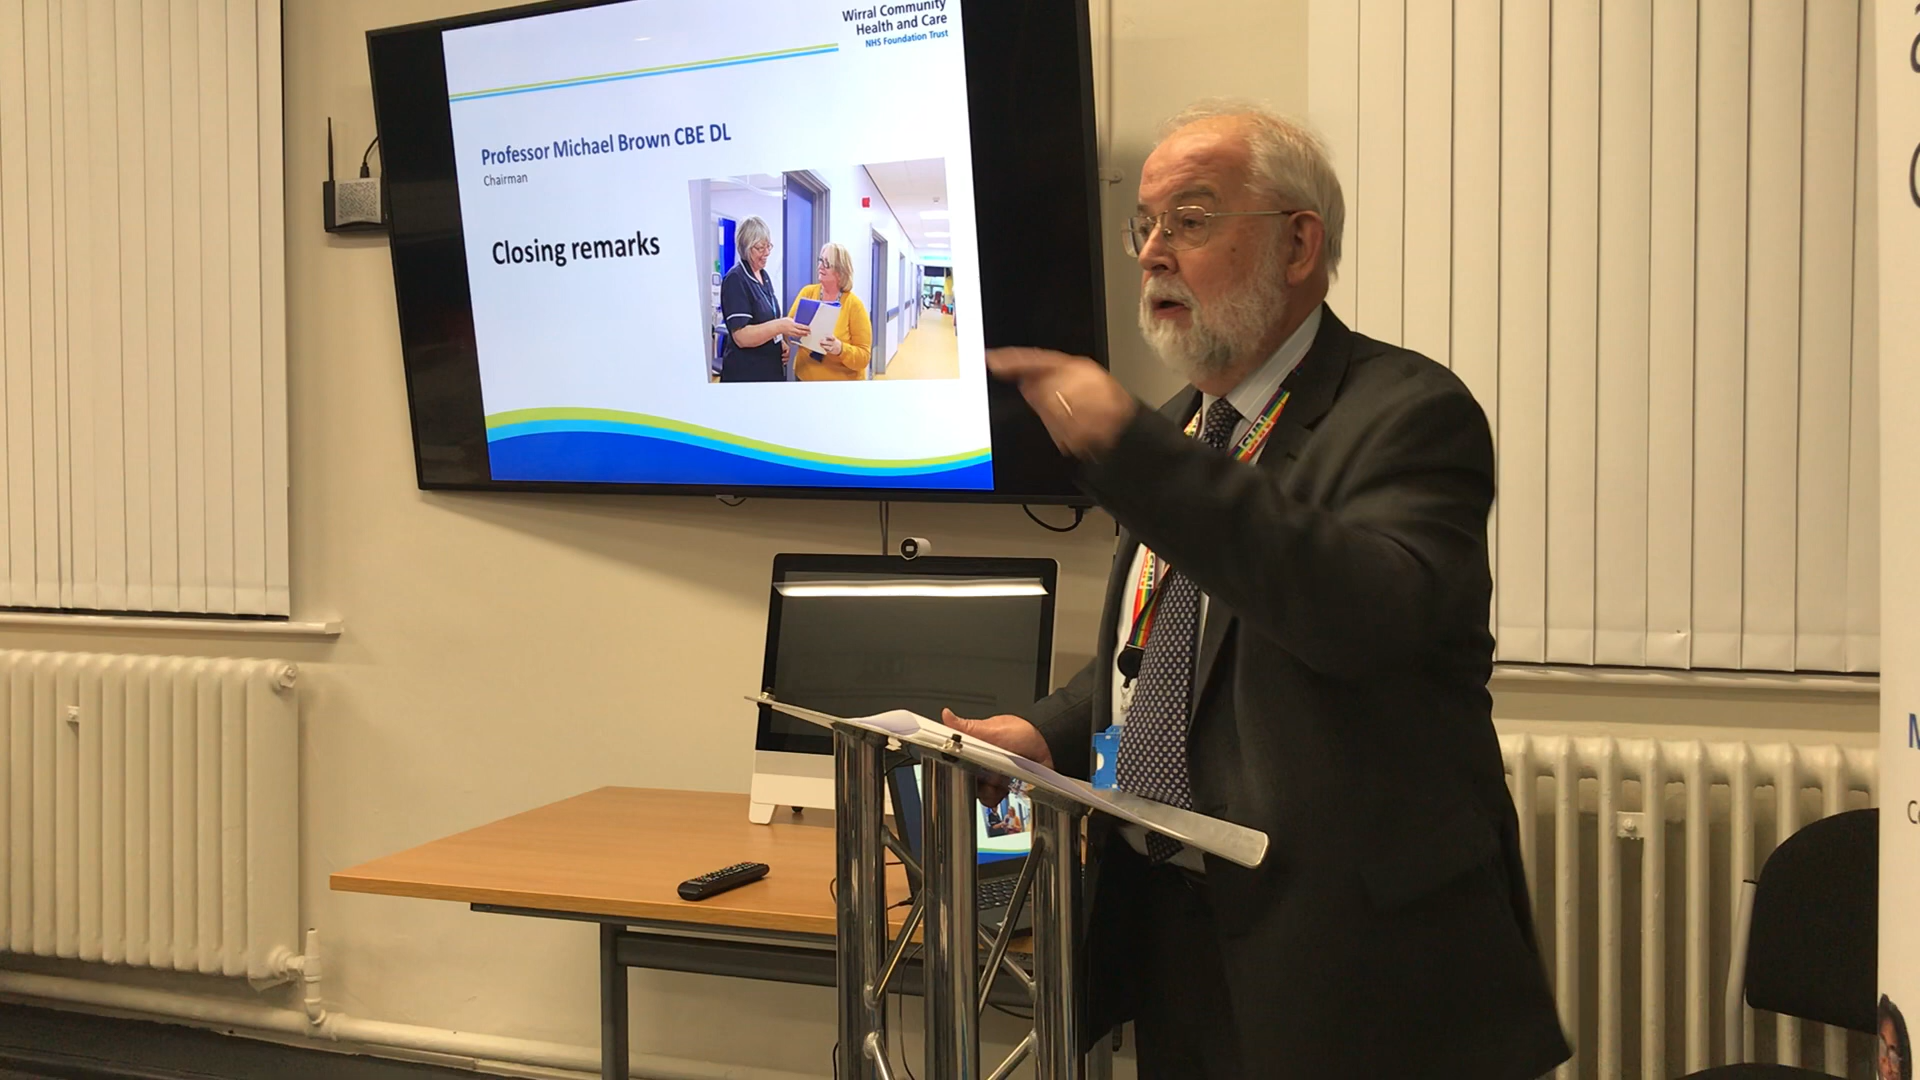 Wirral Community
Health and Care
NHS Foundation Trust
Professor Michael Brown CBE DL
Chairman
Closing remarks